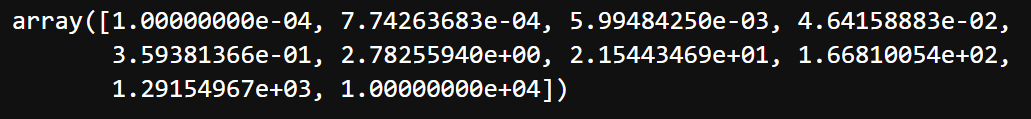 array([1.00000000e-04, 7.74263683e-04, 5.99484250e-03, 4.64158883e-02,
3.59381366e-01, 2.78255940e+00, 2.15443469e+01, 1.66810054e+02,
1.29154967e+03, 1.00000000e+04])